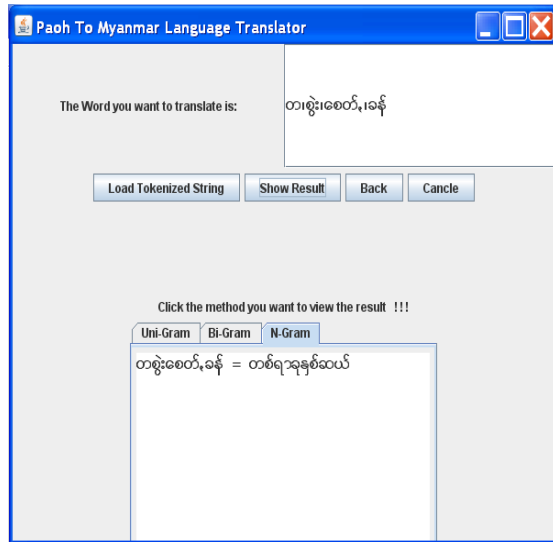 Paoh To Myanmar Language Translator
The Word you want to translate is:
တ၊စွဲး၊စေတ်ႇ၊ခန်
Load Tokenized String Show Result Back Cancle
Click the method you want to view the result !!!
Uni-Gram Bi-Gram N-Gram
တစွဲးစေတ်ႇခန် = တစ်ရာ့ခုနှစ်ဆယ်